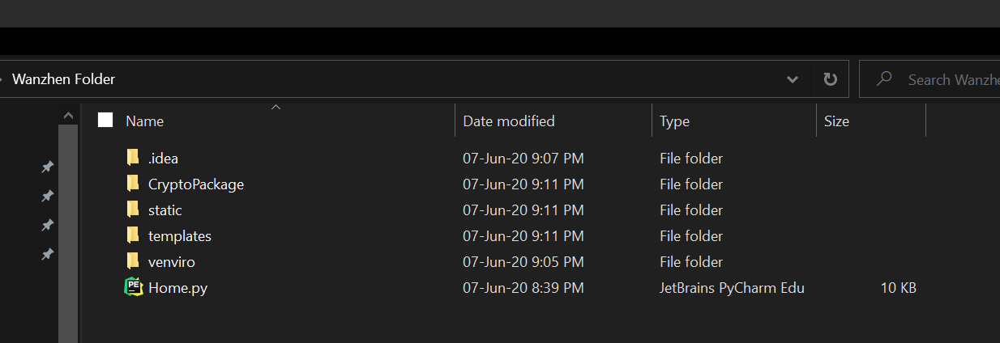 Wanzhen Folder Search Wanzhe
Name Date modified Type Size
.idea 07-Jun-20 9:07 PM File folder
CryptoPackage 07-Jun-20 9:11 PM File folder
static 07-Jun-20 9:11 PM File folder
templates 07-Jun-20 9:11 PM File folder
venviro 07-Jun-20 9:05 PM File folder
PE Home.py 07-Jun-20 8:39 PM JetBrains PyCharm Edu 10 KB